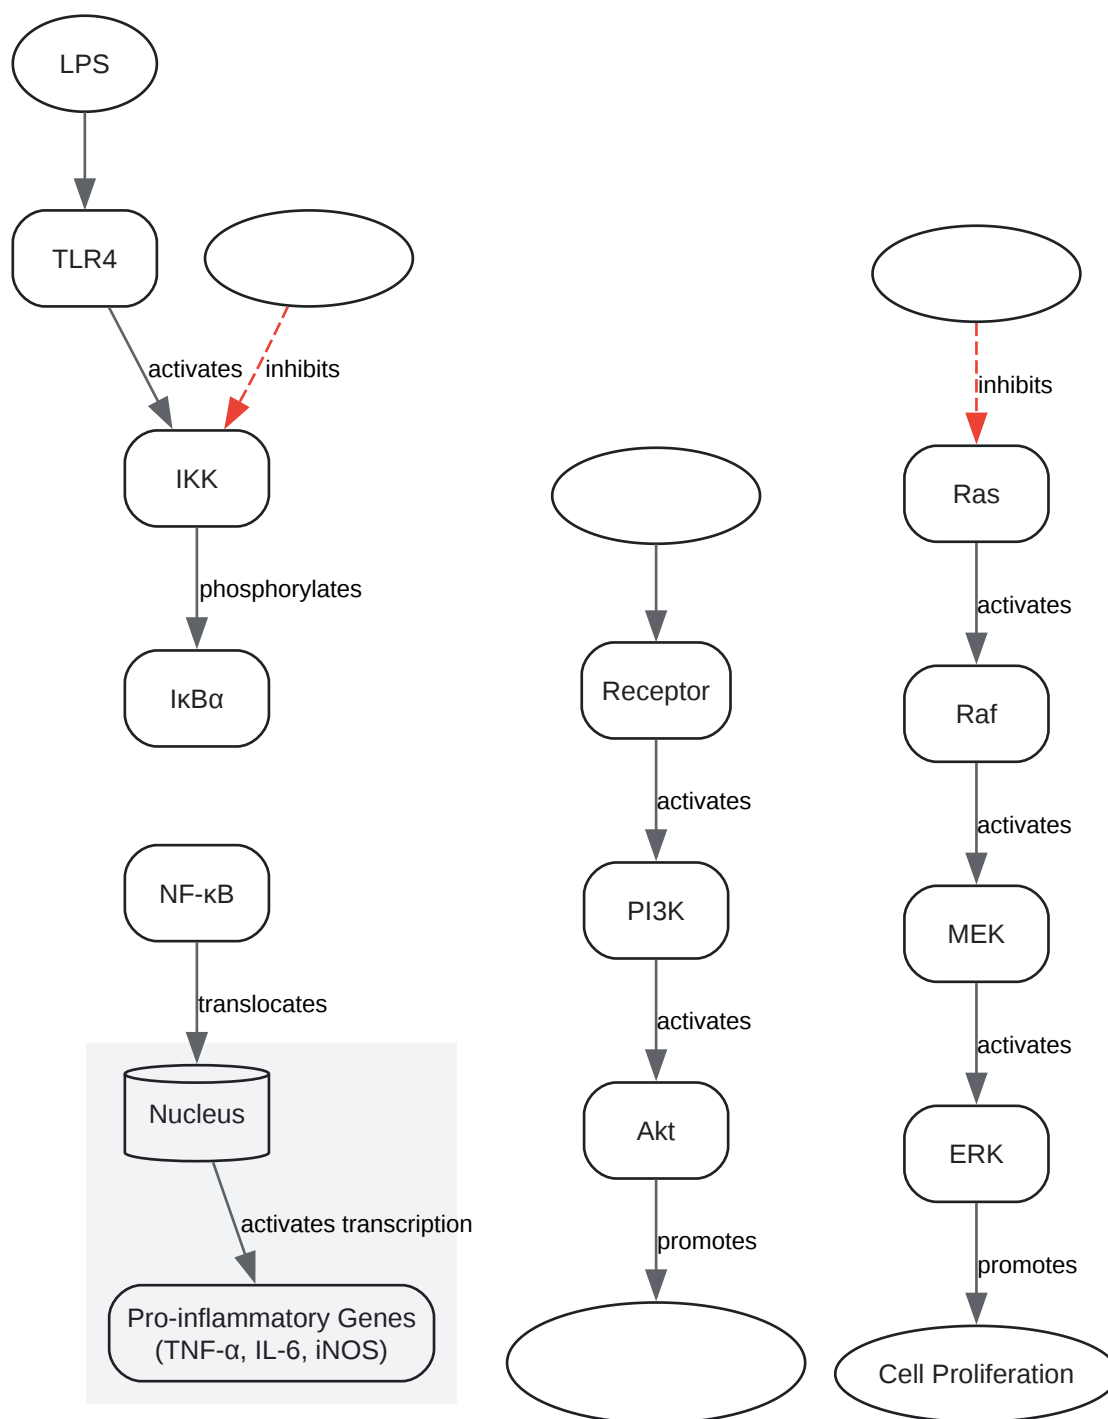 LPS
TLR4
activates
inhibits
IKK
phosphorylates
IκBα
NF-κB
translocates
Nucleus
activates transcription
Pro-inflammatory Genes
(TNF-α, IL-6, iNOS)
Receptor
activates
PI3K
activates
Akt
promotes
inhibits
Ras
activates
Raf
activates
MEK
activates
ERK
promotes
Cell Proliferation